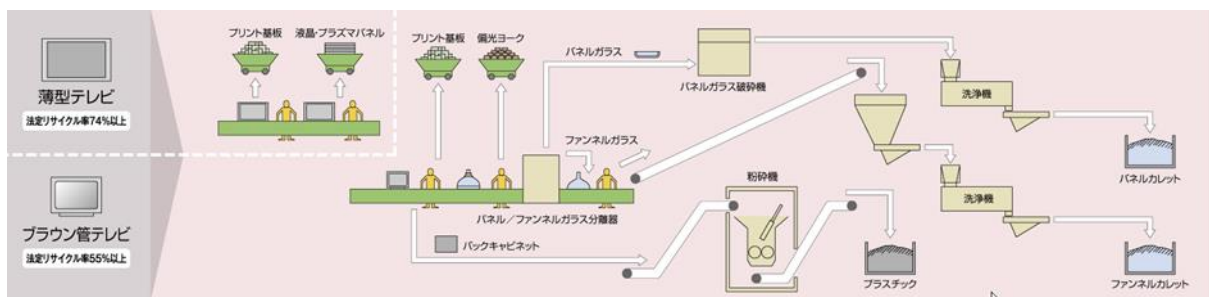 薄型テレビ
法定リサイクル率74%以上
プリント基板
液晶・プラズマパネル
ブラウン管テレビ
法定リサイクル率55%以上
プリント基板
偏光ヨーク
パネルガラス
パネルガラス破砕機
ファンネルガラス
パネル／ファンネルガラス分離器
バックキャビネット
粉砕機
プラスチック
洗浄機
パネルカレット
洗浄機
ファンネルカレット